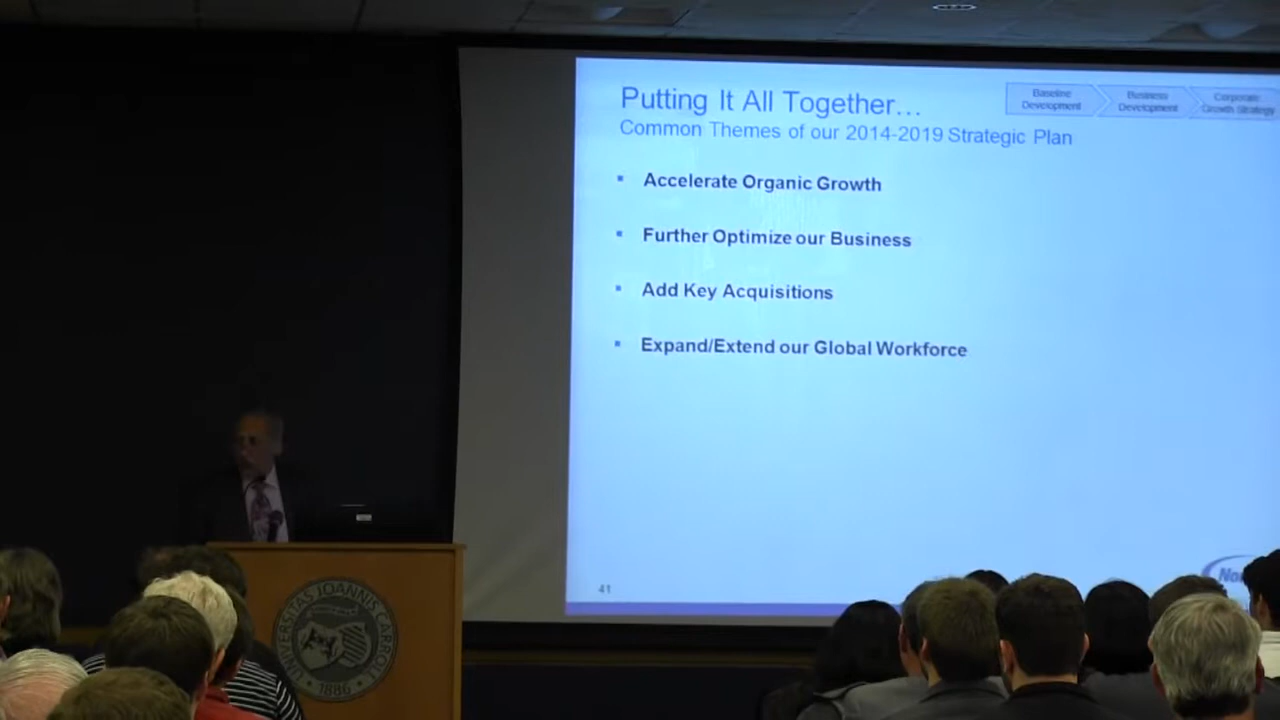 Putting It All Together...
Common Themes of our 2014-2019 Strategic Plan
Baseline Development
Business Development
Corporate Growth Strategy
▪ Accelerate Organic Growth
▪ Further Optimize our Business
▪ Add Key Acquisitions
▪ Expand/Extend our Global Workforce
41
UNIVERSITAS JOANNIS CARROLL
· 1886 ·